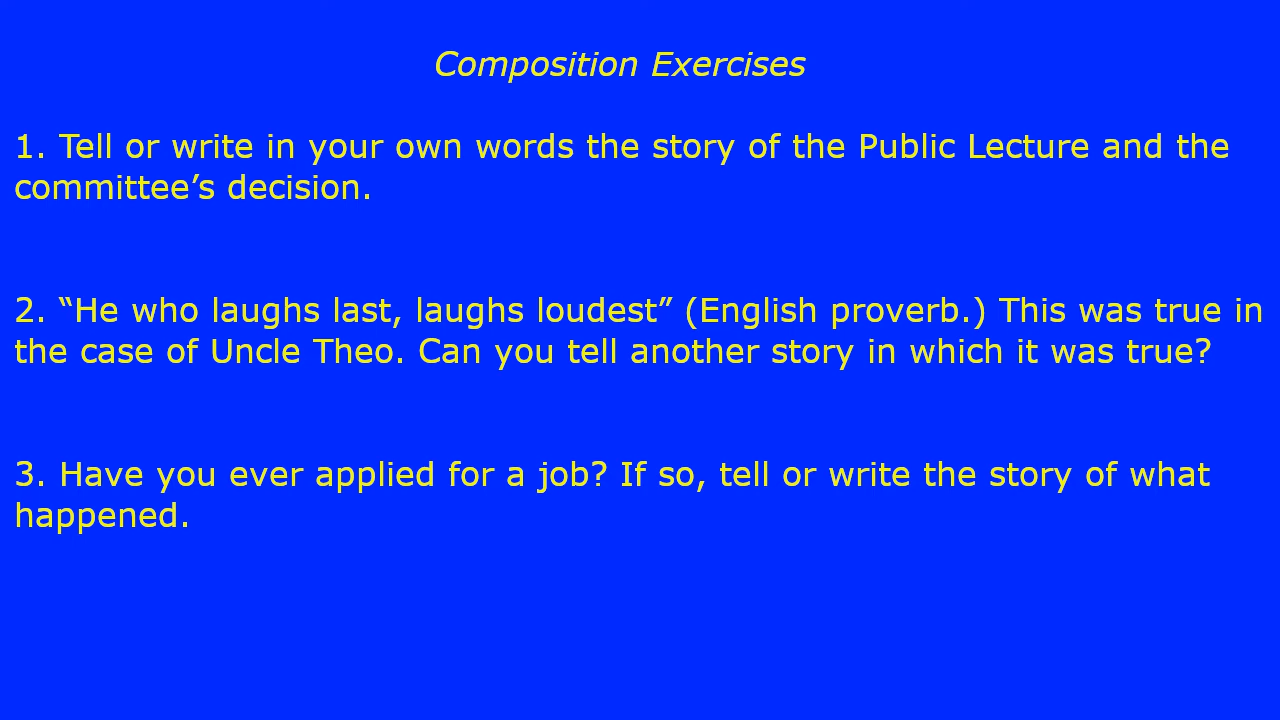 Composition Exercises
1. Tell or write in your own words the story of the Public Lecture and the
committee’s decision.
2. “He who laughs last, laughs loudest” (English proverb.) This was true in
the case of Uncle Theo. Can you tell another story in which it was true?
3. Have you ever applied for a job? If so, tell or write the story of what
happened.